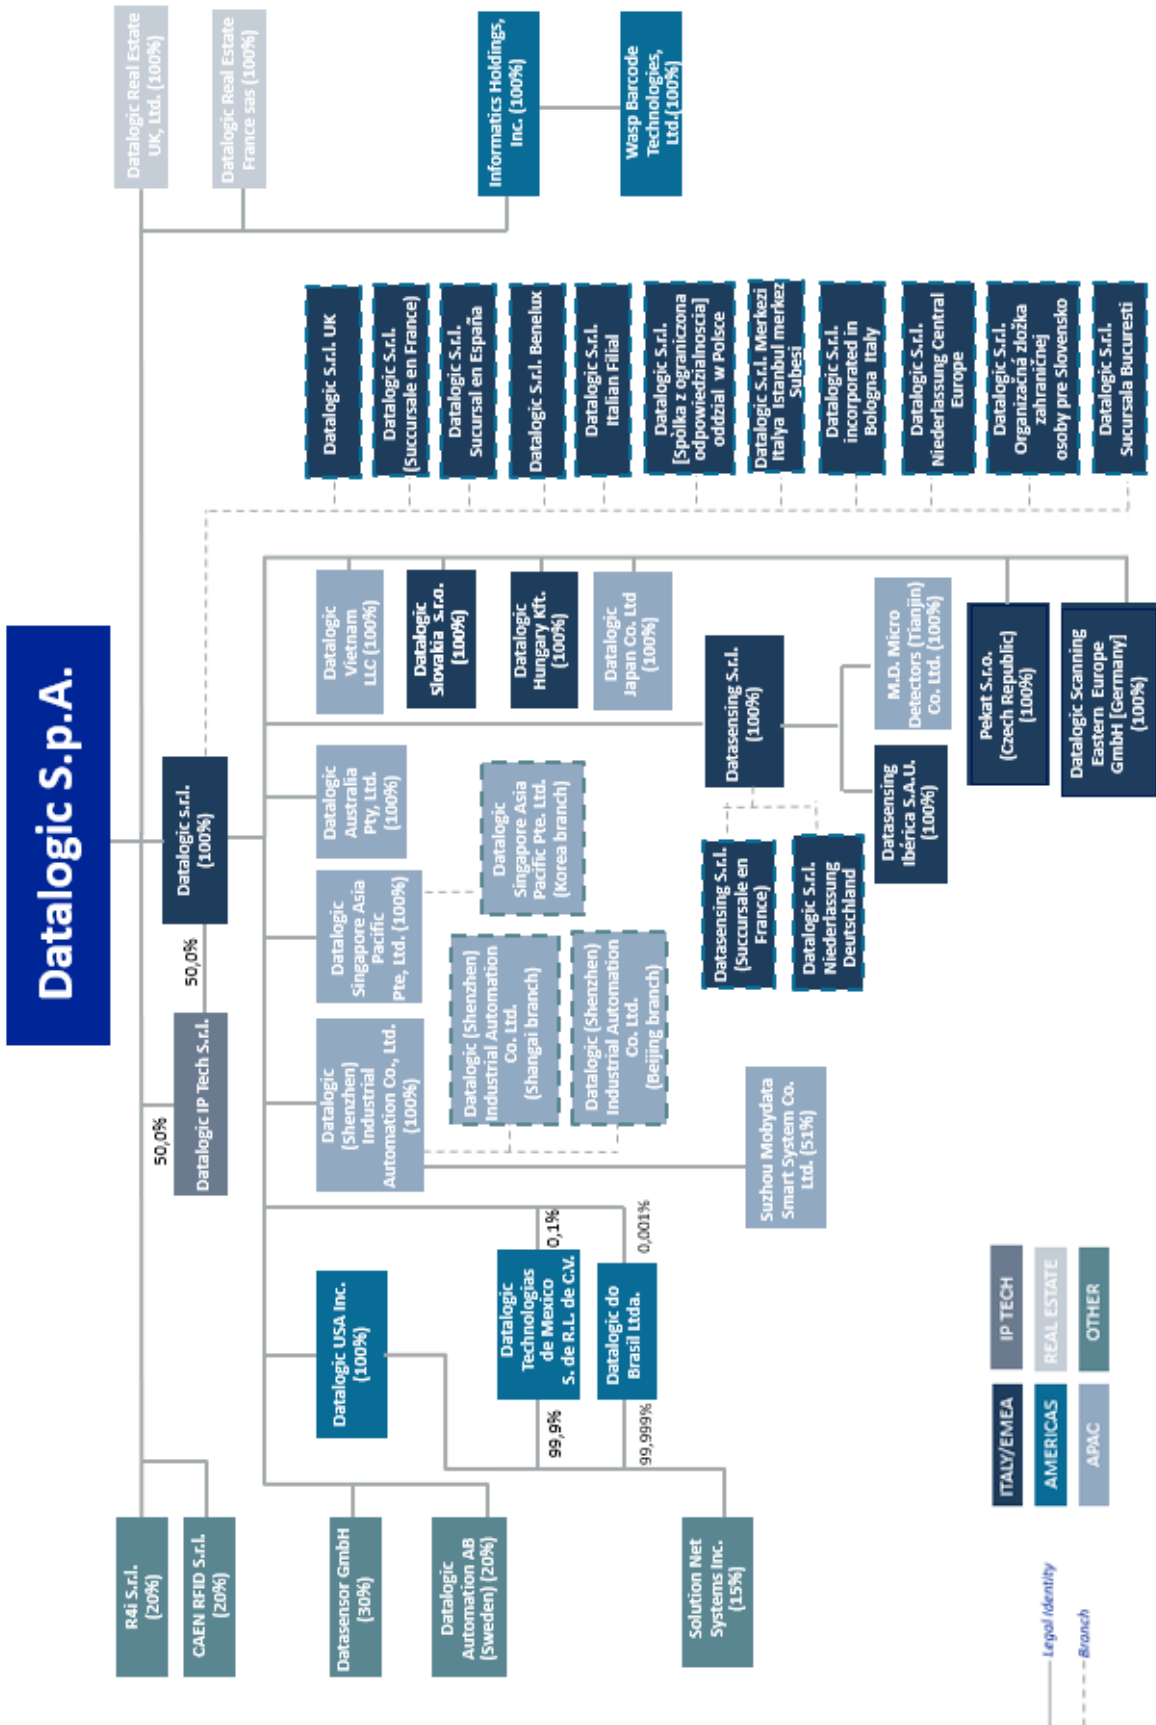 Datalogic S.p.A.
R4i S.r.l.
(20%)
CAEN RFID S.r.l.
(20%)
50,0%
Datalogic IP Tech S.r.l.
50,0%
Datalogic s.r.l.
(100%)
Datalogic Real Estate
UK, Ltd. (100%)
Datalogic Real Estate
France sas (100%)
Informatics Holdings,
Inc. (100%)
Wasp Barcode
Technologies,
Ltd.(100%)
Datasensor GmbH
(30%)
Datalogic
Automation AB
(Sweden) (20%)
Solution Net
Systems Inc.
(15%)
Datalogic USA Inc.
(100%)
99,9%
Datalogic
Technologias
de Mexico
S. de R.L. de C.V.
0,1%
99,999%
Datalogic do
Brasil Ltda.
0,001%
Datalogic
(Shenzhen)
Industrial
Automation Co., Ltd.
(100%)
Datalogic (Shenzhen)
Industrial Automation
Co. Ltd.
(Shangai branch)
Datalogic (Shenzhen)
Industrial Automation
Co. Ltd.
(Beijing branch)
Suzhou Mobydata
Smart System Co.
Ltd. (51%)
Datalogic
Singapore Asia
Pacific
Pte, Ltd. (100%)
Datalogic
Singapore Asia
Pacific Pte. Ltd.
(Korea branch)
Datalogic
Australia
Pty, Ltd.
(100%)
Datalogic
Vietnam
LLC (100%)
Datalogic
Slovakia s.r.o.
(100%)
Datalogic
Hungary Kft.
(100%)
Datalogic
Japan Co. Ltd
(100%)
Datasensing S.r.l.
(100%)
Datasensing S.r.l.
(Succursale en
France)
Datalogic S.r.l.
Niederlassung
Deutschland
Datasensing
Ibérica S.A.U.
(100%)
M.D. Micro
Detectors (Tianjin)
Co. Ltd. (100%)
Pekat S.r.o.
(Czech Republic)
(100%)
Datalogic Scanning
Eastern Europe
GmbH [Germany]
(100%)
Datalogic S.r.l. UK
Datalogic S.r.l.
(Succursale en France)
Datalogic S.r.l.
Sucursal en España
Datalogic S.r.l. Benelux
Datalogic S.r.l.
Italian Filial
Datalogic S.r.l.
[Spolka z ograniczona
odpowiedzialnoscia]
oddzial w Polsce
Datalogic S.r.l. Merkezi
Italya Istanbul merkez
Subesi
Datalogic S.r.l.
incorporated in
Bologna Italy
Datalogic S.r.l.
Niederlassung Central
Europe
Datalogic S.r.l.
Organizačná zložka
zahraničnej
osoby pre Slovensko
Datalogic S.r.l
Sucursala Bucuresti
Legal Identity
Branch
ITALY/EMEA
IP TECH
AMERICAS
REAL ESTATE
APAC
OTHER